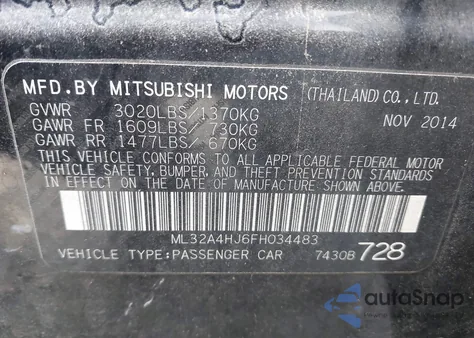 MFD.BY MITSUBISHI MOTORS (THAILAND) CO., LTD.
GVWR 3020LBS/1370KG NOV 2014
GAWR FR 1609LBS/ 730KG
GAWR RR 1477LBS/ 670KG
THIS VEHICLE CONFORMS TO ALL APPLICABLE FEDERAL MOTOR
VEHICLE SAFETY, BUMPER, AND THEFT PREVENTION STANDARDS
IN EFFECT ON THE DATE OF MANUFACTURE SHOWN ABOVE.
ML32A4HJ6FH034483
VEHICLE TYPE:PASSENGER CAR 7430B 728
autoSnap